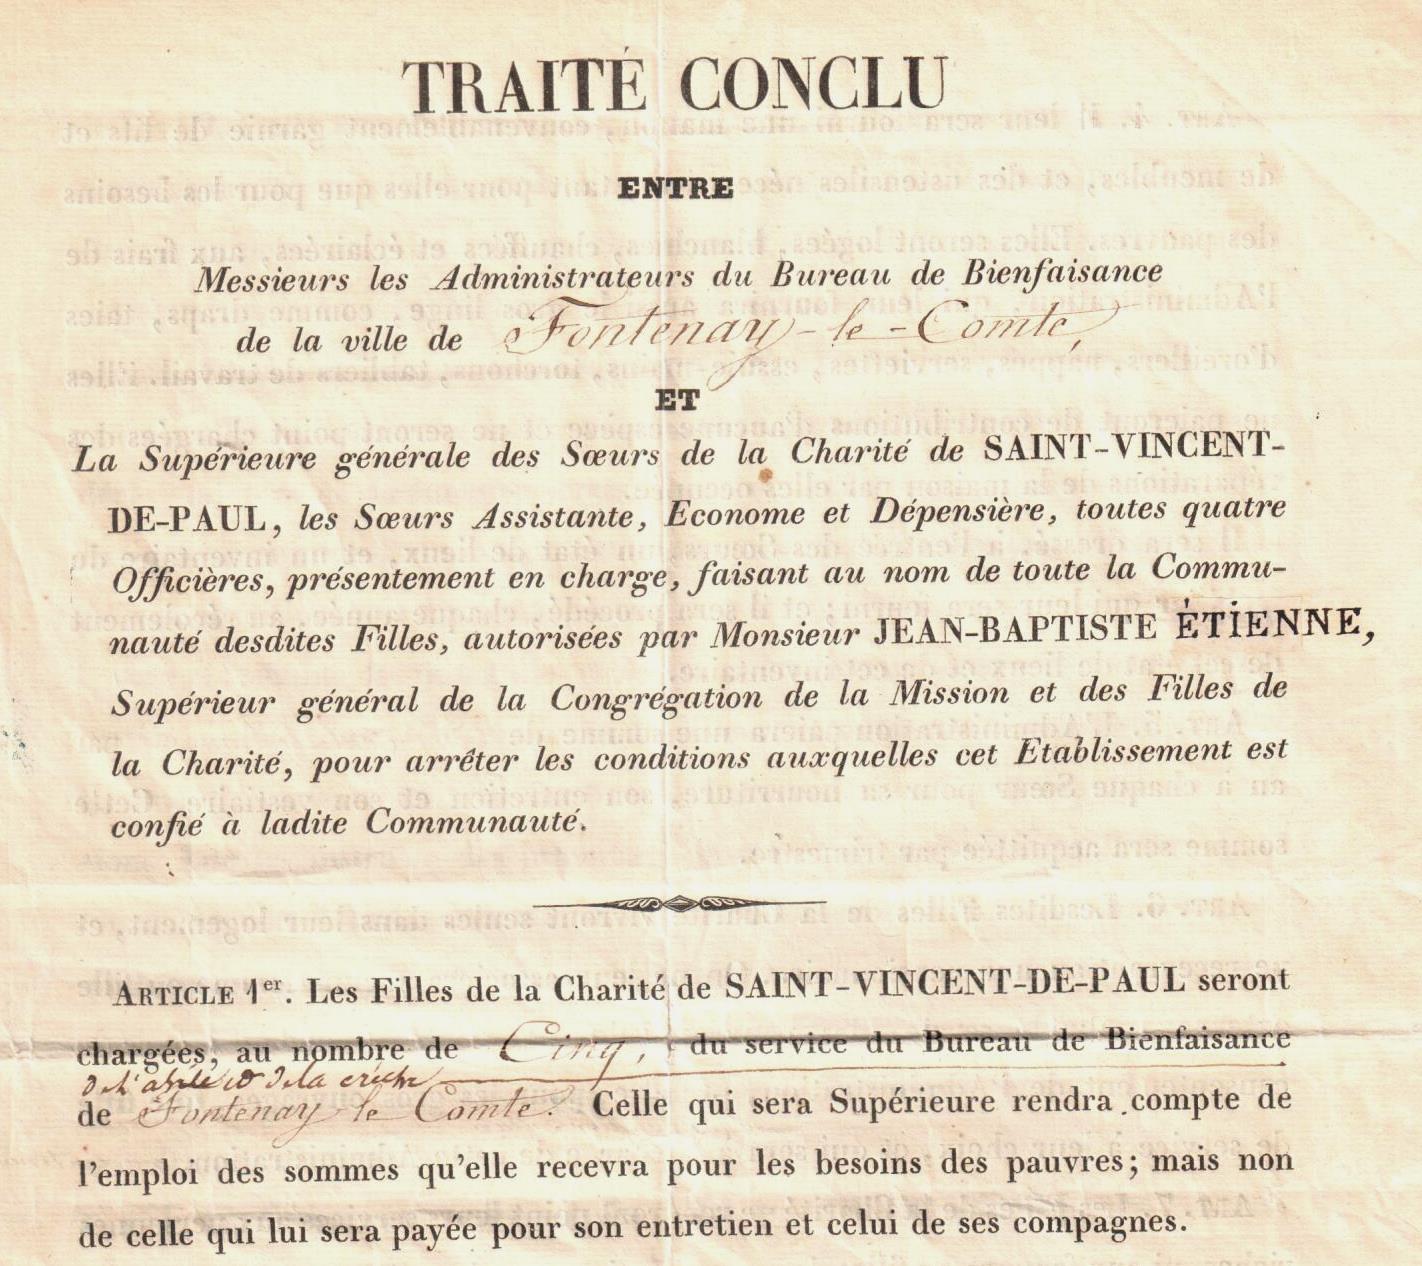 TRAITÉ CONCLU
ENTRE
Messieurs les Administrateurs du Bureau de Bienfaisance
de la ville de Fontenay-le-Comte,
ET
La Supérieure générale des Sœurs de la Charité de SAINT-VINCENT-
DE-PAUL, les Sœurs Assistante, Econome et Dépensière, toutes quatre
Officières, présentement en charge, faisant au nom de toute la Commu-
nauté desdites Filles, autorisées par Monsieur JEAN-BAPTISTE ÉTIENNE,
Supérieur général de la Congrégation de la Mission et des Filles de
la Charité, pour arrêter les conditions auxquelles cet Etablissement est
confié à ladite Communauté.
ARTICLE 1er. Les Filles de la Charité de SAINT-VINCENT-DE-PAUL seront
chargées, au nombre de Cinq, du service du Bureau de Bienfaisance
de l'asile et de la crèche
de Fontenay le Comte. Celle qui sera Supérieure rendra compte de
l'emploi des sommes qu'elle recevra pour les besoins des pauvres; mais non
de celle qui lui sera payée pour son entretien et celui de ses compagnes.